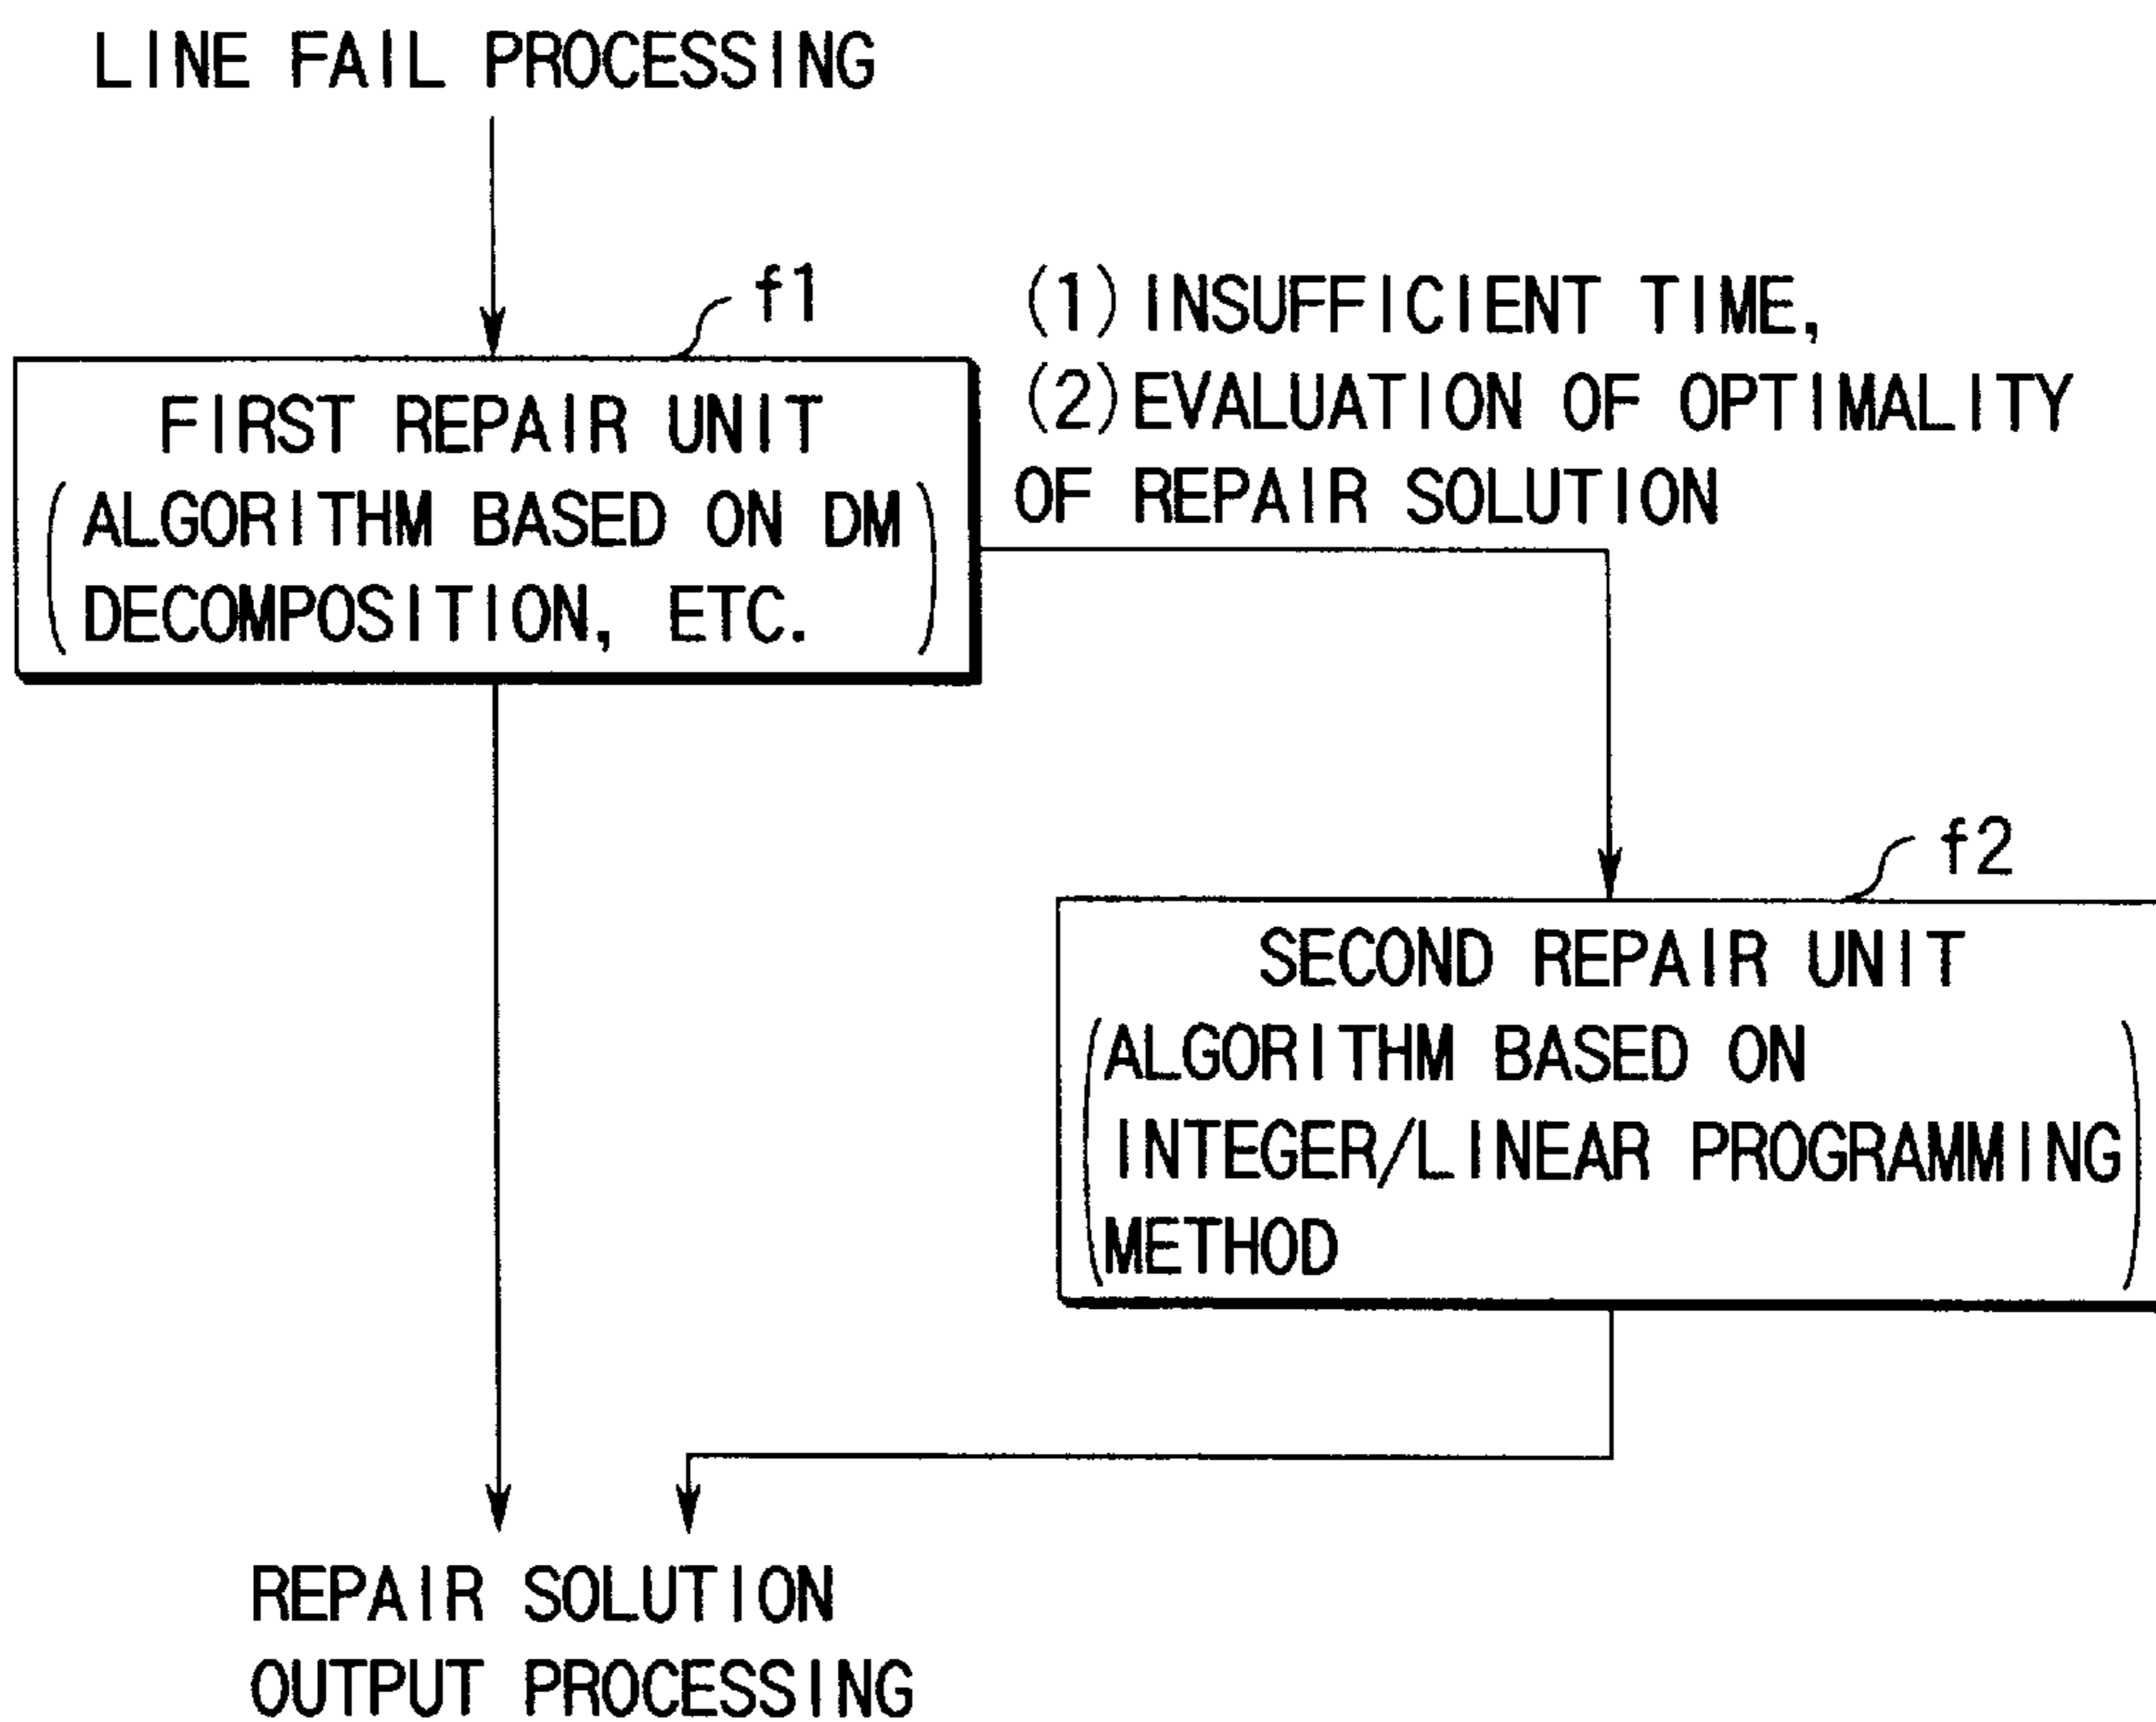 LINE FAIL PROCESSING
f1
(1) INSUFFICIENT TIME,
(2) EVALUATION OF OPTIMALITY
OF REPAIR SOLUTION
FIRST REPAIR UNIT
(ALGORITHM BASED ON DM
DECOMPOSITION, ETC.)
f2
SECOND REPAIR UNIT
(ALGORITHM BASED ON
INTEGER/LINEAR PROGRAMMING
METHOD)
REPAIR SOLUTION
OUTPUT PROCESSING